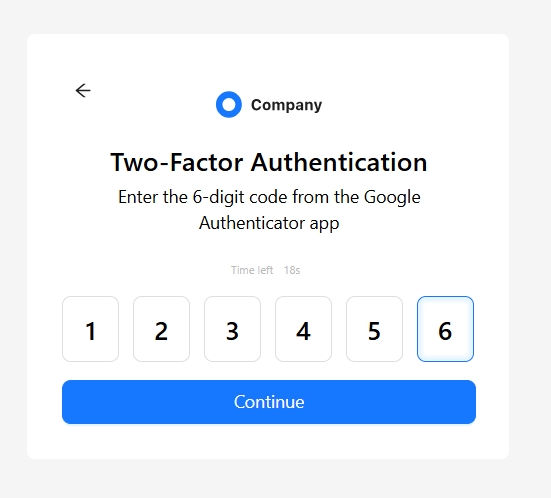 Company
Two-Factor Authentication
Enter the 6-digit code from the Google
Authenticator app
Time left 18s
1 2 3 4 5 6
Continue